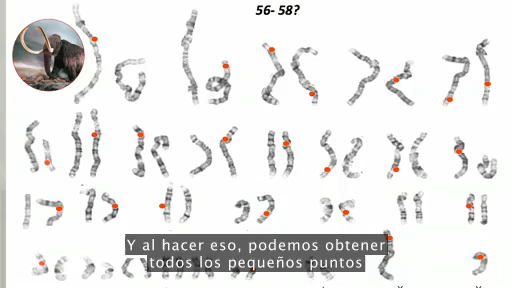 56- 58?
Y al hacer eso, podemos obtener
todos los pequeños puntos